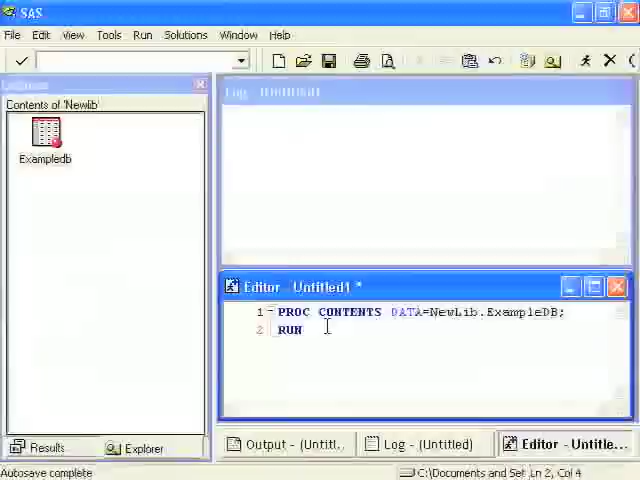 SAS
File Edit View Tools Run Solutions Window Help
Contents of 'Newlib'
Exampledb
Log - (Untitled)
Editor - Untitled1 *
1 PROC CONTENTS DATA=NewLib.ExampleDB;
2 RUN
Results Explorer
Output - (Untitl... Log - (Untitled) Editor - Untitle...
Autosave complete C:\Documents and Set Ln 2, Col 4